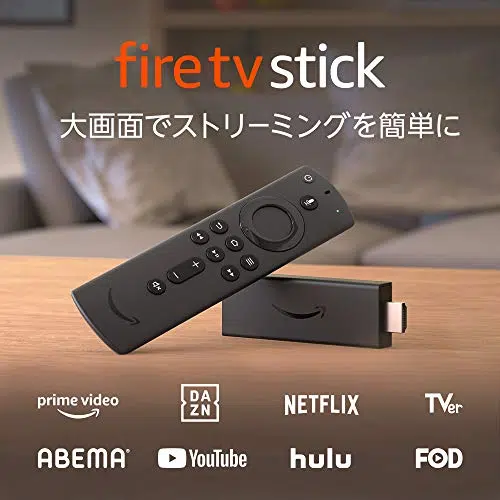 fire tv stick
大画面でストリーミングを簡単に
prime video
DAZN
NETFLIX
TVer
ABEMA
YouTube
hulu
FOD